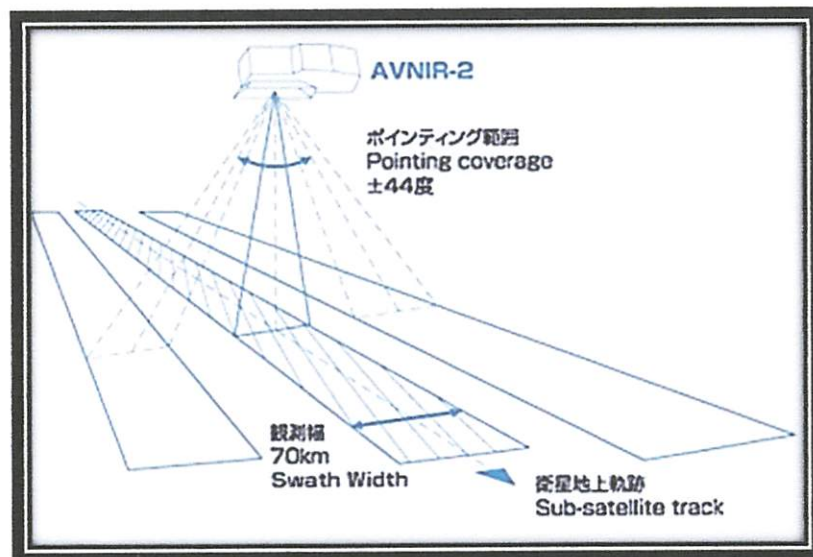 AVNIR-2
ポインティング範囲
Pointing coverage
±44度
観測幅
70km
Swath Width
衛星地上軌跡
Sub-satellite track